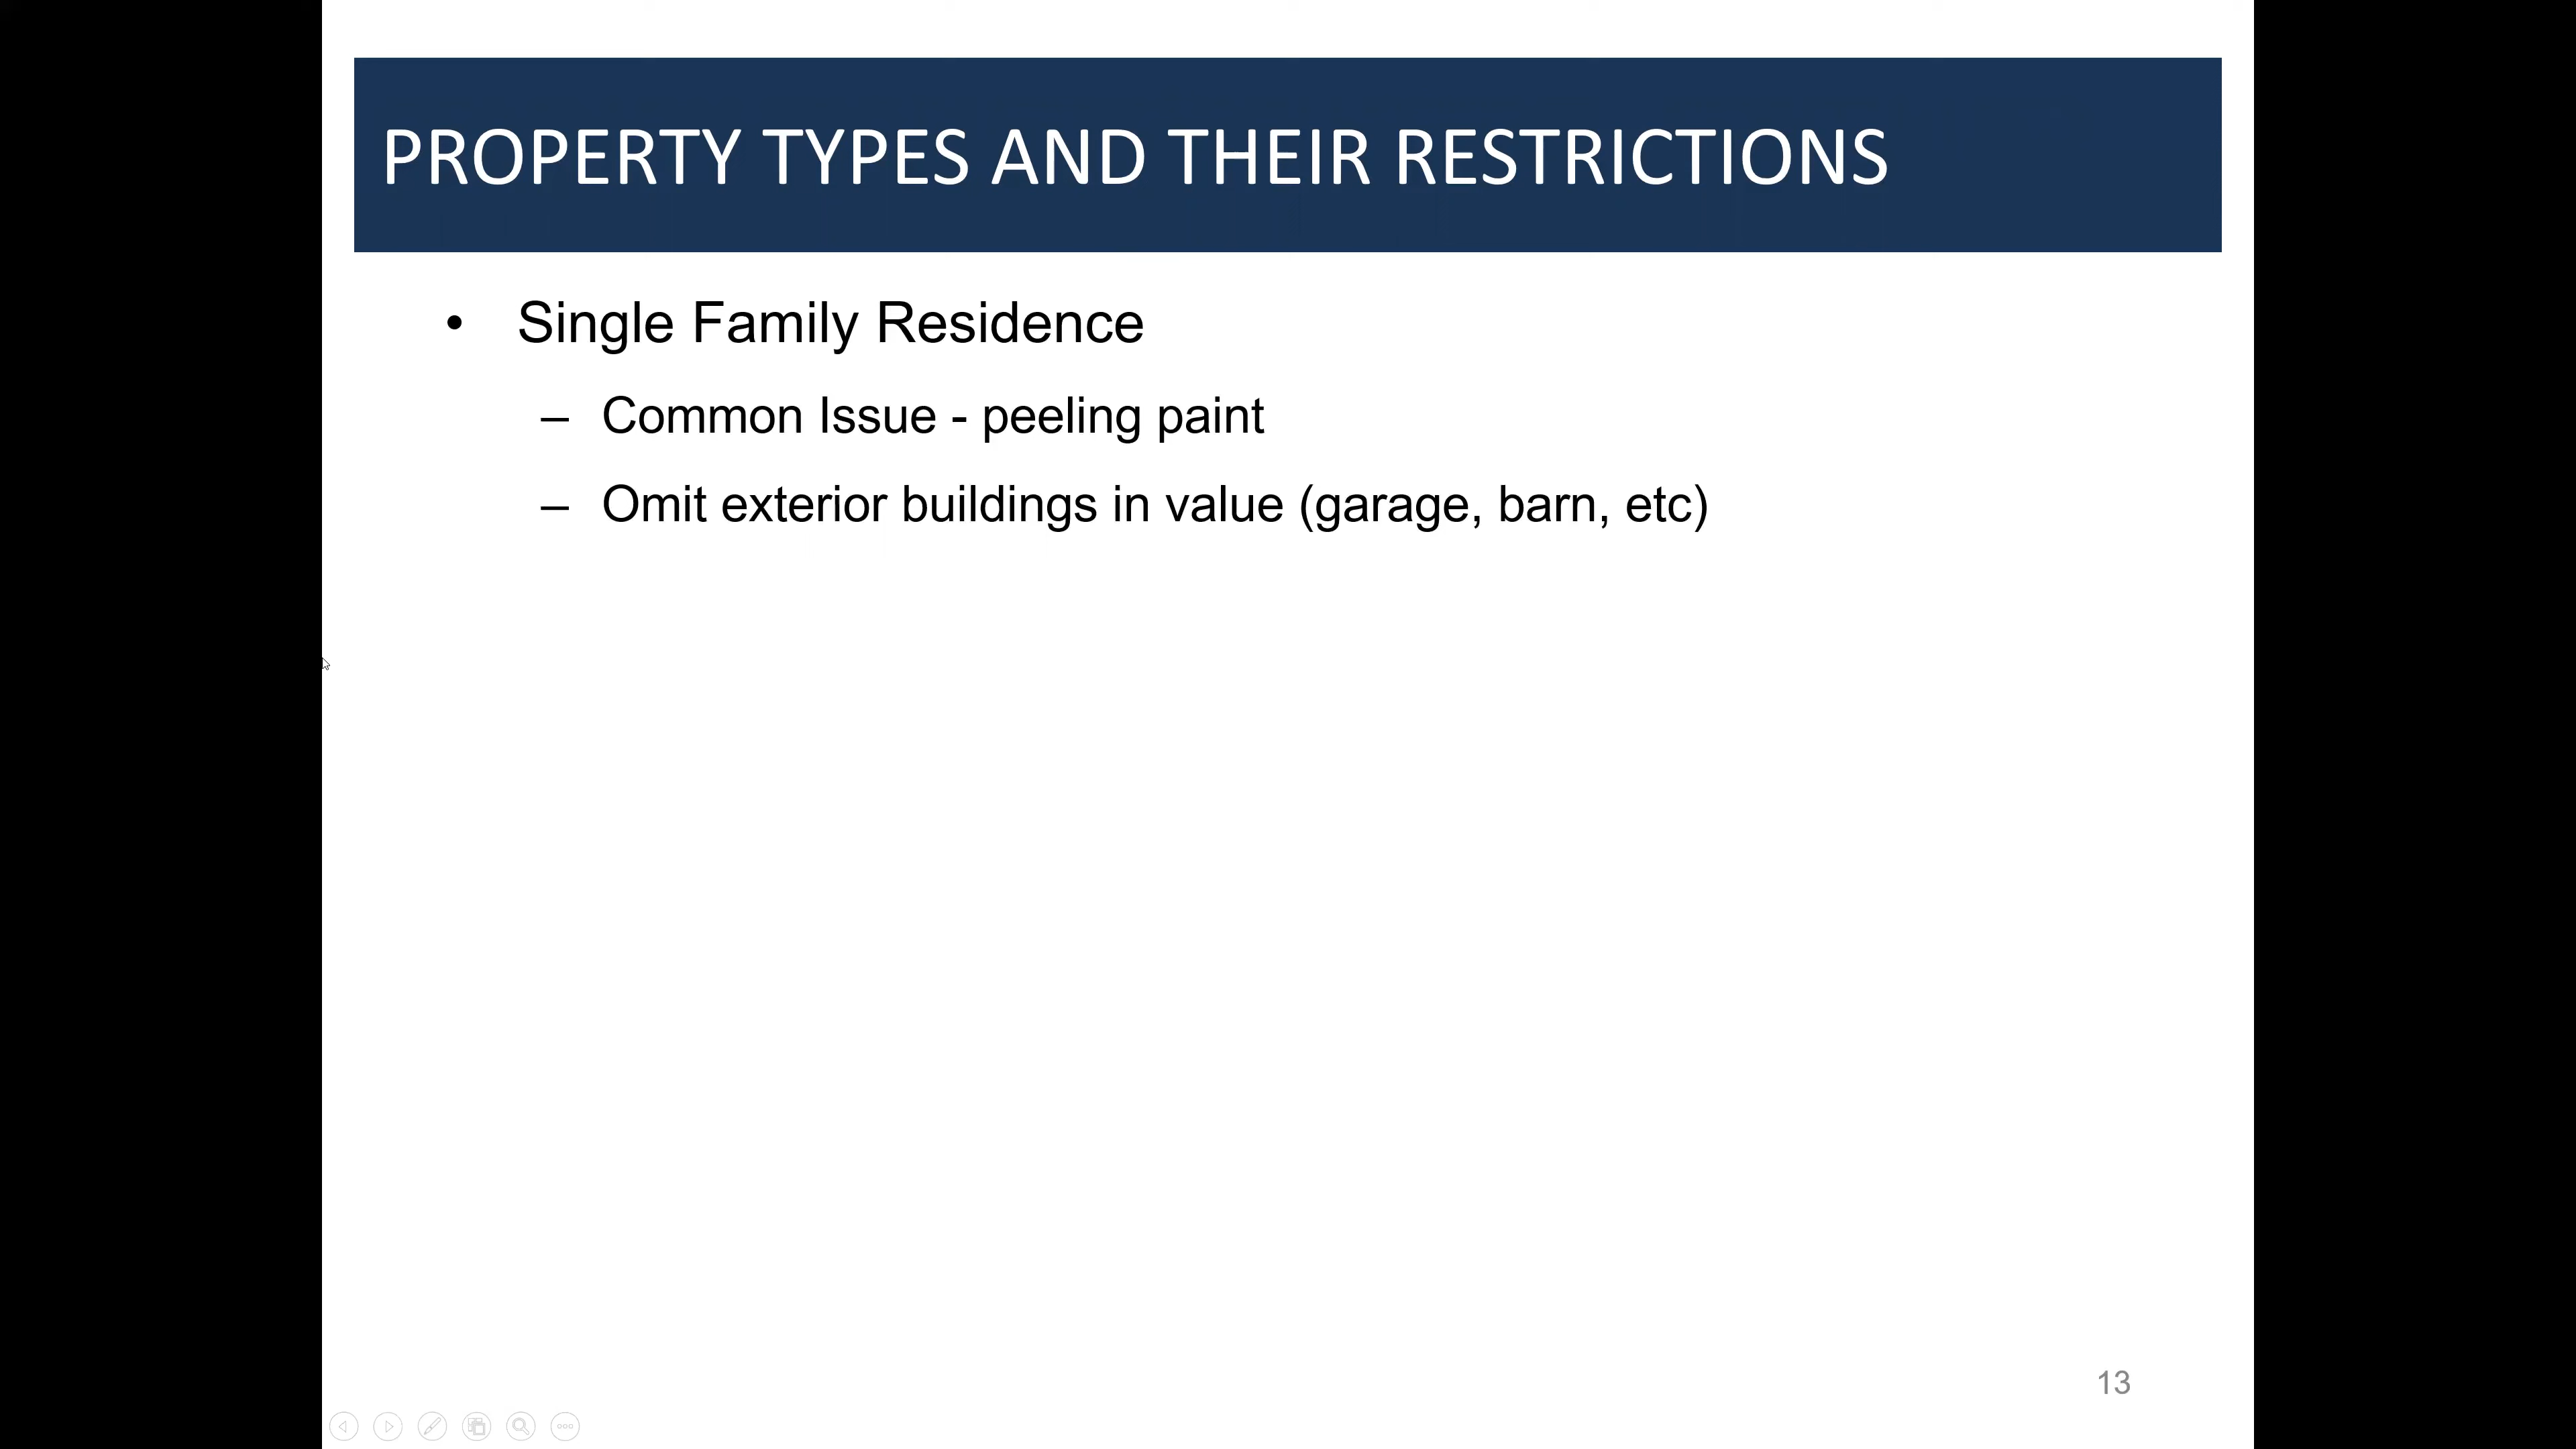 PROPERTY TYPES AND THEIR RESTRICTIONS
• Single Family Residence
– Common Issue - peeling paint
– Omit exterior buildings in value (garage, barn, etc)
13